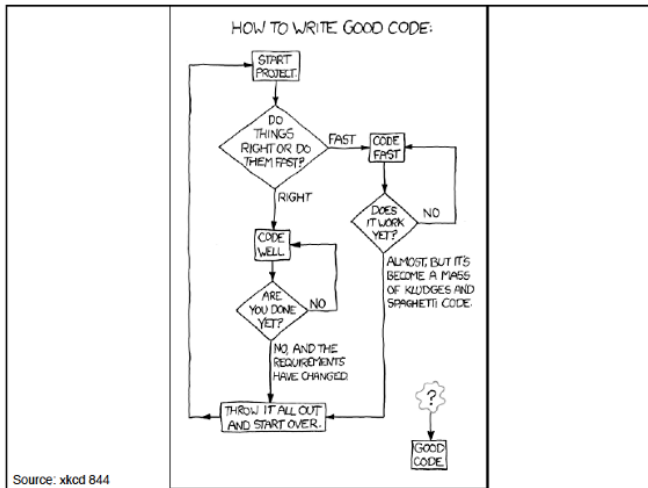 HOW TO WRITE GOOD CODE:
START
PROJECT.
DO
THINGS
RIGHT OR DO
THEM FAST?
FAST
CODE
FAST
RIGHT
DOES
IT WORK
YET?
NO
CODE
WELL
ALMOST, BUT IT'S
BECOME A MASS
OF KLUDGES AND
SPAGHETTI CODE.
ARE
YOU DONE
YET?
NO
NO, AND THE
REQUIREMENTS
HAVE CHANGED.
THROW IT ALL OUT
AND START OVER.
?
GOOD
CODE
Source: xkcd 844